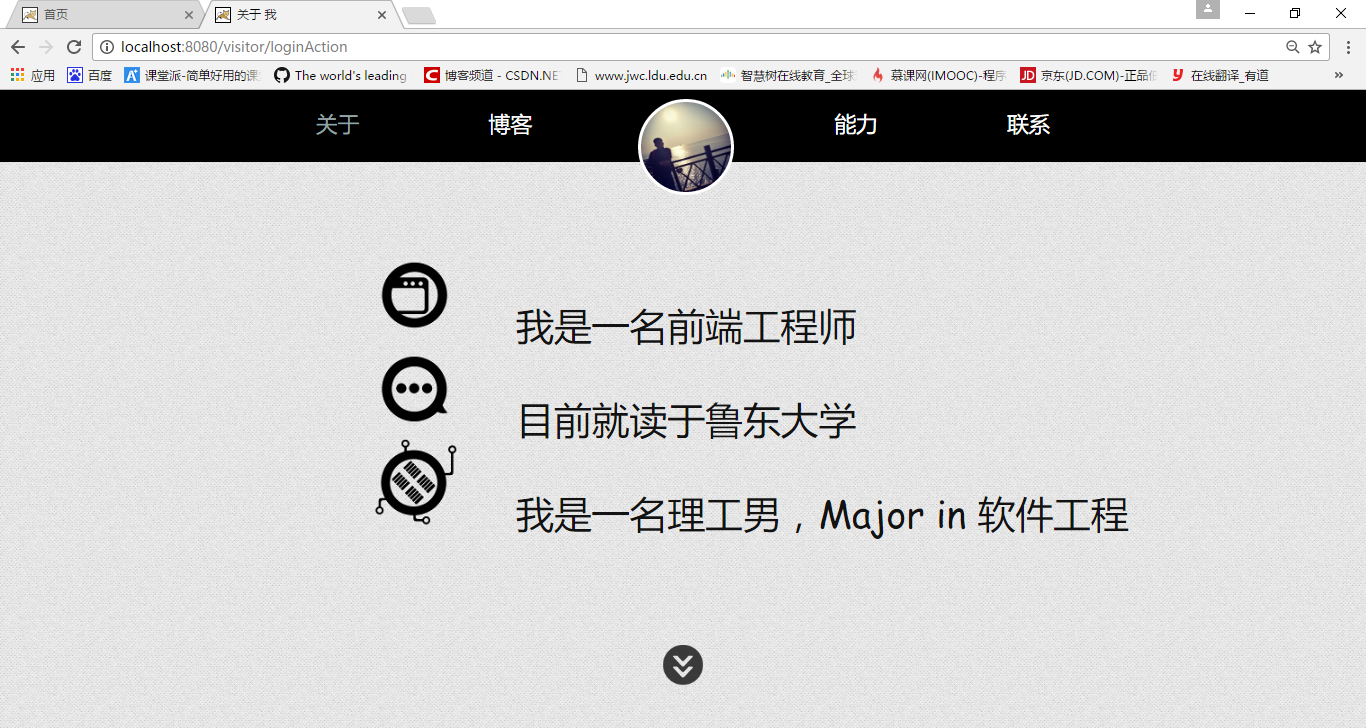 首页
关于 我
localhost:8080/visitor/loginAction
应用 百度 课堂派-简单好用的课 The world's leading 博客频道 - CSDN.NE www.jwc.ldu.edu.cn 智慧树在线教育_全球 慕课网(IMOOC)-程序 京东(JD.COM)-正品 在线翻译_有道
关于 博客 能力 联系
我是一名前端工程师
目前就读于鲁东大学
我是一名理工男，Major in 软件工程